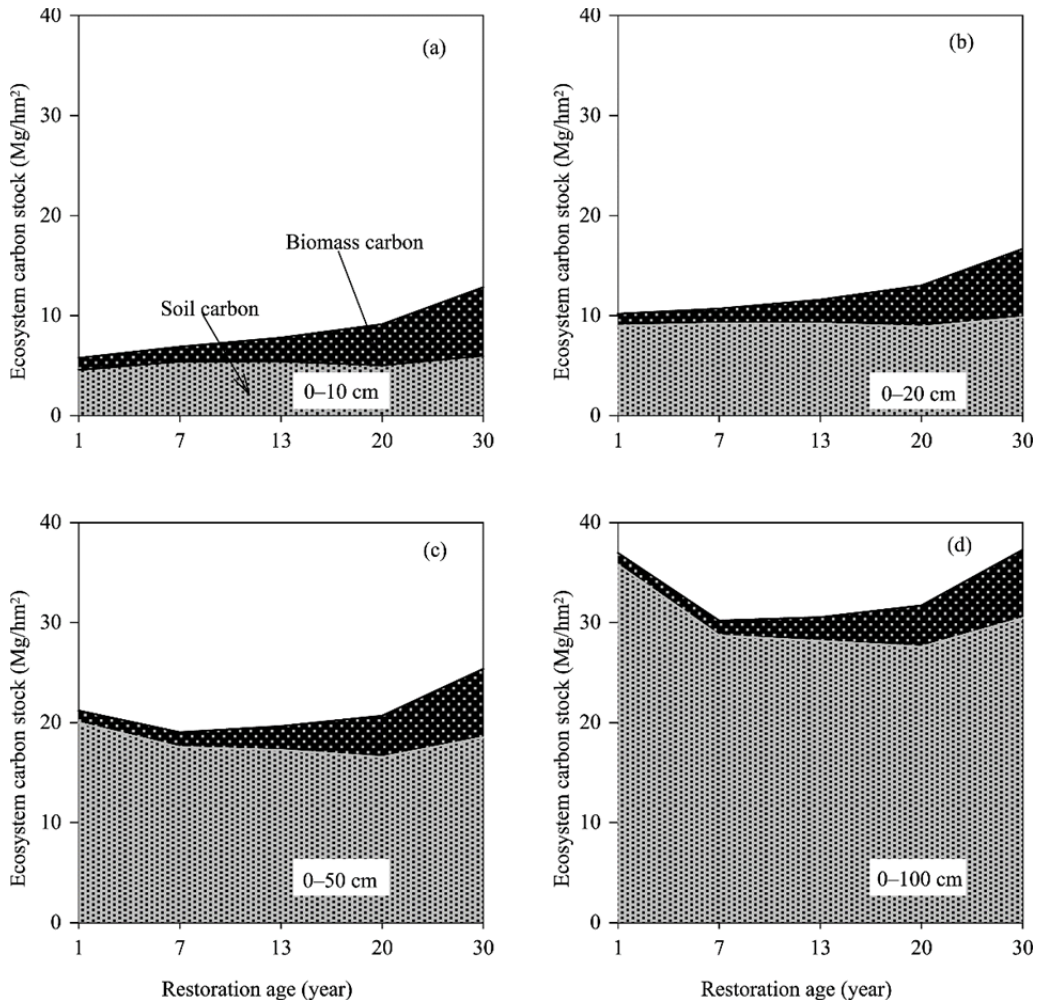 Ecosystem carbon stock (Mg/hm²)
40
30
20
10
0
(a)
Biomass carbon
Soil carbon
0–10 cm
1 7 13 20 30
Ecosystem carbon stock (Mg/hm²)
40
30
20
10
0
(b)
0–20 cm
1 7 13 20 30
Ecosystem carbon stock (Mg/hm²)
40
30
20
10
0
(c)
0–50 cm
1 7 13 20 30
Restoration age (year)
Ecosystem carbon stock (Mg/hm²)
40
30
20
10
0
(d)
0–100 cm
1 7 13 20 30
Restoration age (year)